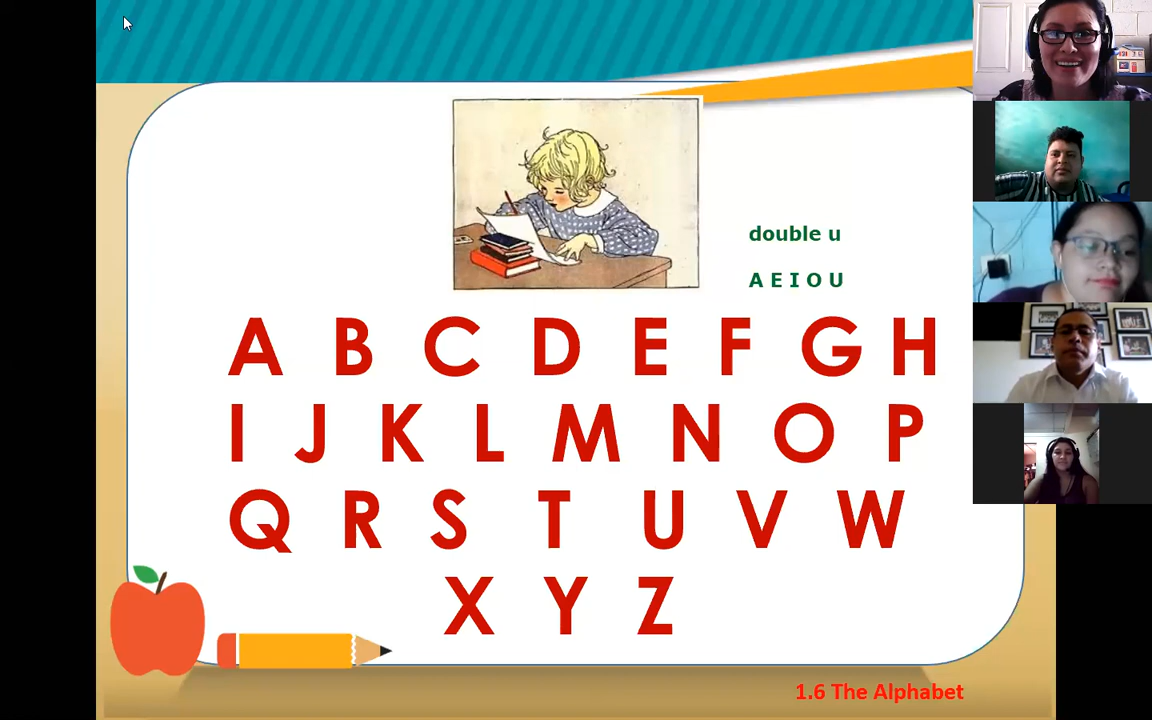 double u
A E I O U
A B C D E F G H
I J K L M N O P
Q R S T U V W
X Y Z
1.6 The Alphabet